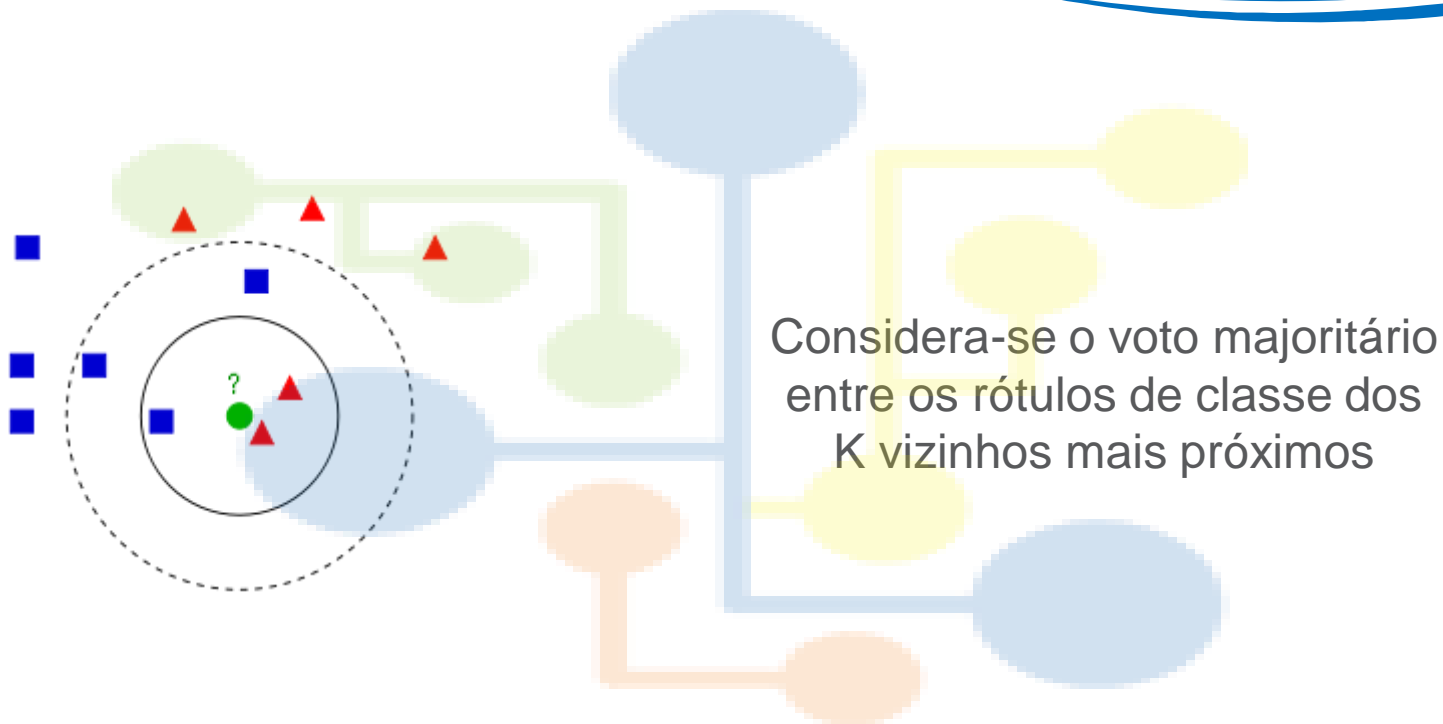 ?
Considera-se o voto majoritário
entre os rótulos de classe dos
K vizinhos mais próximos